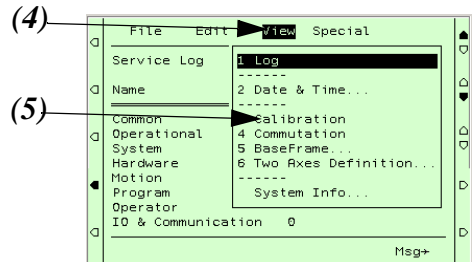 (4)
File Edit View Special
Service Log 1 Log
------
Name 2 Date & Time...
------
(5)
Common Calibration
Operational 4 Commutation
System 5 BaseFrame...
Hardware 6 Two Axes Definition...
Motion ------
Program System Info...
Operator
IO & Communication 0
Msg→